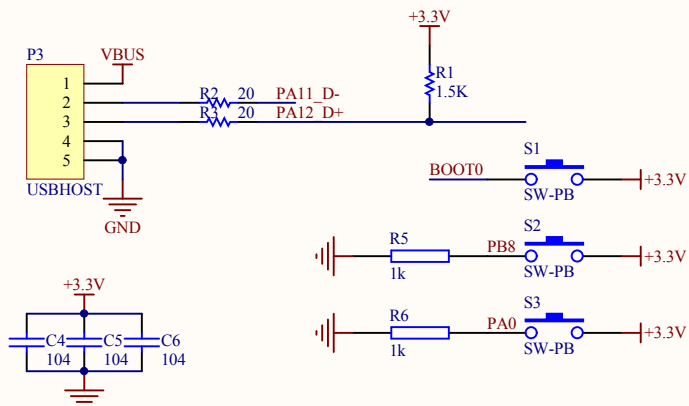 +3.3V
P3
VBUS
1
2
3
4
5
R2 20 PA11_D-
R3 20 PA12_D+
R1
1.5K
USBHOST
GND
S1
BOOT0
+3.3V
SW-PB
S2
R5
PB8
+3.3V
1k
SW-PB
S3
R6
PA0
+3.3V
1k
SW-PB
+3.3V
C4 C5 C6
104 104 104